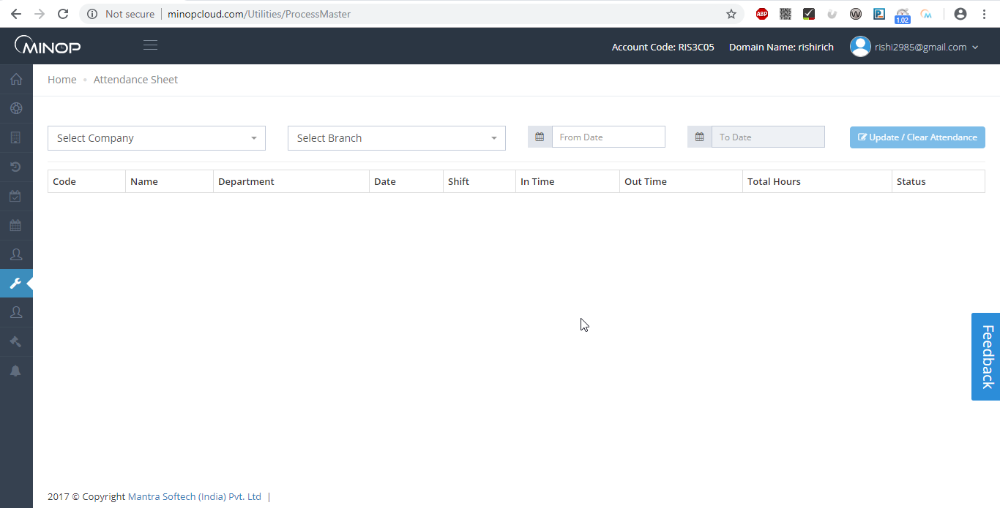 Not secure | minopcloud.com/Utilities/ProcessMaster
ABP
W
P
1.02
M
MINOP
Account Code: RIS3C05 Domain Name: rishirich rishi2985@gmail.com
Home • Attendance Sheet
Select Company Select Branch From Date To Date Update / Clear Attendance
Code Name Department Date Shift In Time Out Time Total Hours Status
Feedback
2017 © Copyright Mantra Softech (India) Pvt. Ltd |